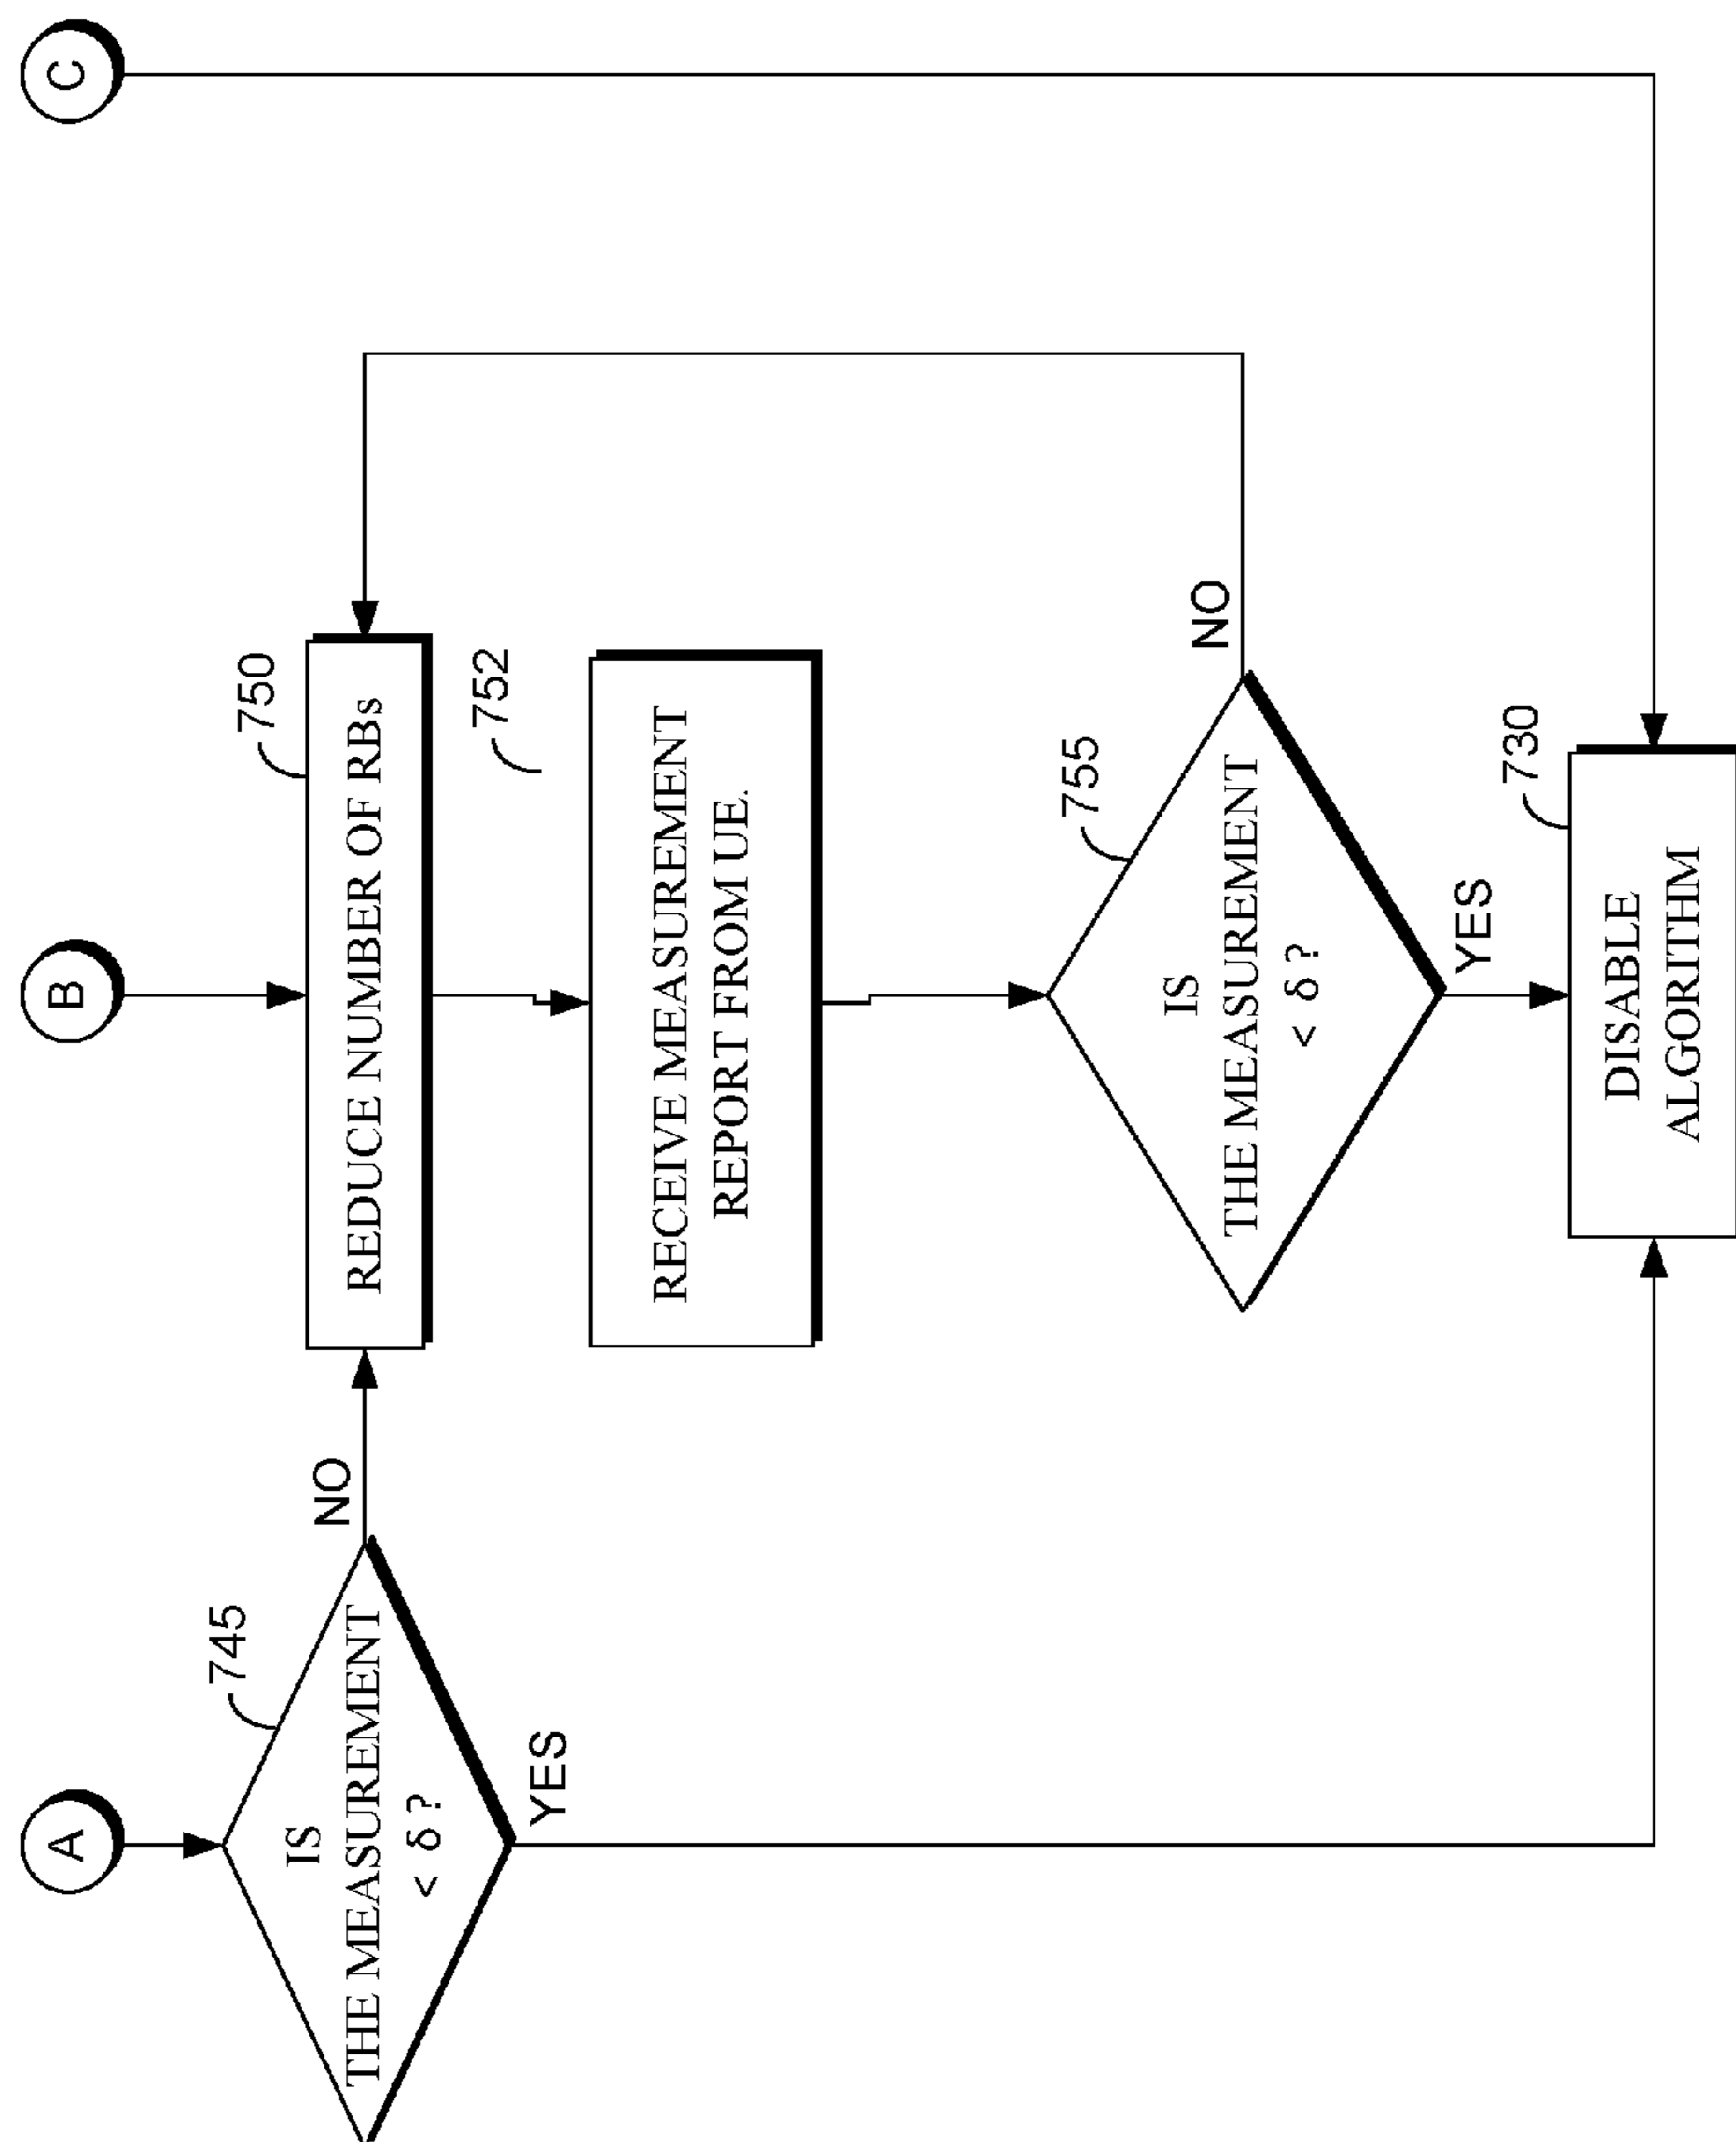 A
B
C
745
IS
THE MEASUREMENT
< δ ?
NO
YES
750
REDUCE NUMBER OF RBs
752
RECEIVE MEASUREMENT
REPORT FROM UE.
755
IS
THE MEASUREMENT
< δ ?
NO
YES
730
DISABLE
ALGORITHM